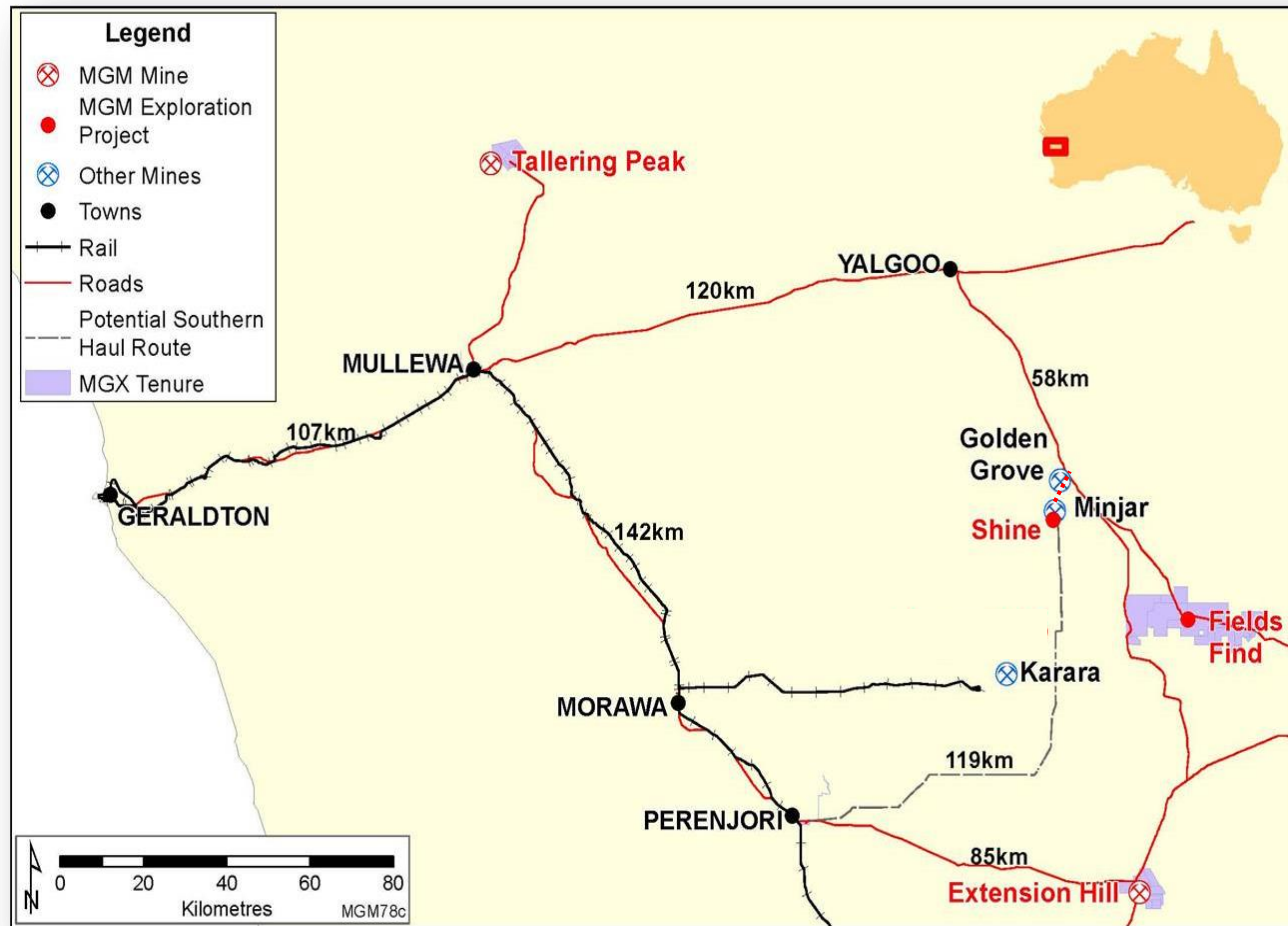 Legend
MGM Mine
MGM Exploration
Project
Other Mines
Towns
Rail
Roads
Potential Southern
Haul Route
MGX Tenure
Tallering Peak
YALGOO
120km
MULLEWA
58km
107km
Golden
Grove
GERALDTON
Minjar
Shine
142km
Fields
Find
Karara
MORAWA
119km
PERENJORI
85km
Extension Hill
N
0 20 40 60 80
Kilometres
MGM78c